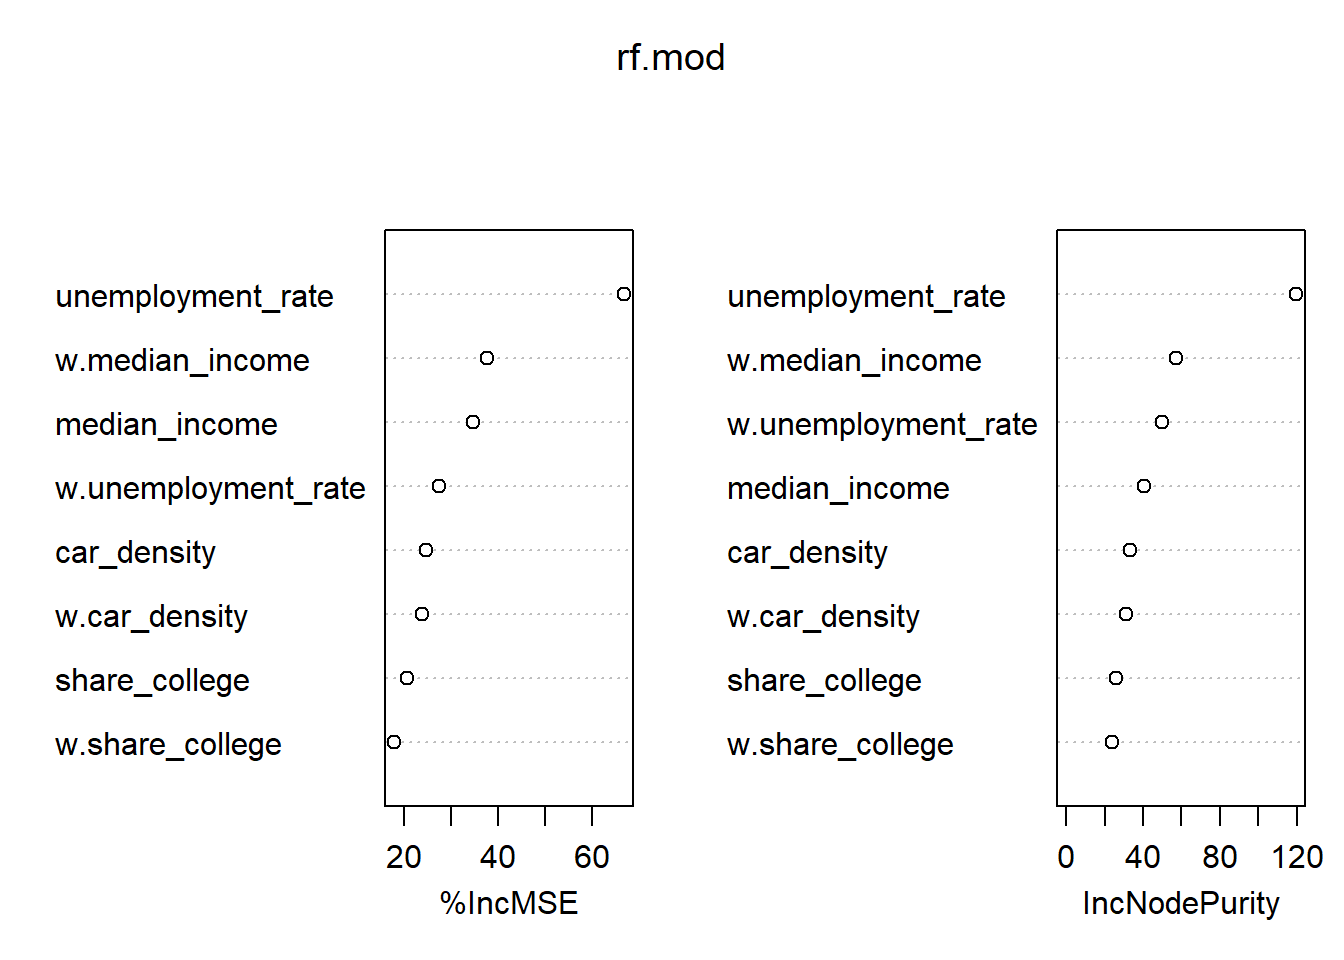 rf.mod
unemployment_rate
w.median_income
median_income
w.unemployment_rate
car_density
w.car_density
share_college
w.share_college
20 40 60
%IncMSE
unemployment_rate
w.median_income
w.unemployment_rate
median_income
car_density
w.car_density
share_college
w.share_college
0 40 80 120
IncNodePurity